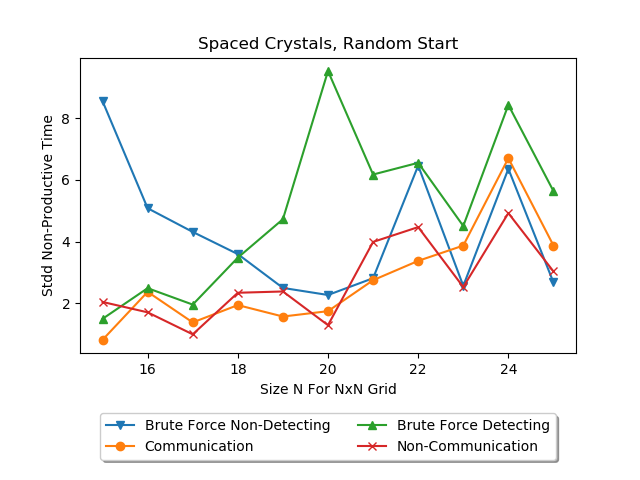 Spaced Crystals, Random Start
Stdd Non-Productive Time
8
6
4
2
16 18 20 22 24
Size N For NxN Grid
Brute Force Non-Detecting Brute Force Detecting
Communication Non-Communication